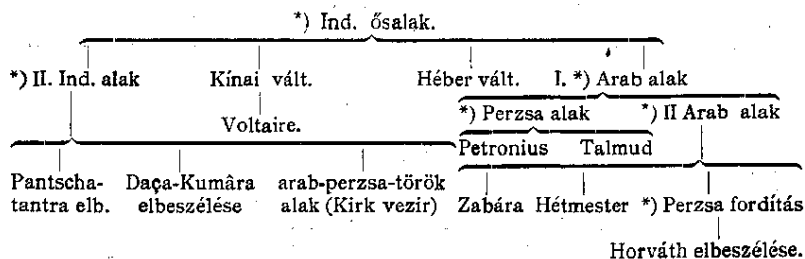 *) Ind. ősalak.
*) II. Ind. alak Kínai vált. Héber vált. I. *) Arab alak
Voltaire. *) Perzsa alak *) II Arab alak
Petronius Talmud
Pantscha- Daça-Kumâra arab-perzsa-török
tantra elb. elbeszélése alak (Kirk vezir) Zabára Hétmester *) Perzsa fordítás
Horváth elbeszélése.